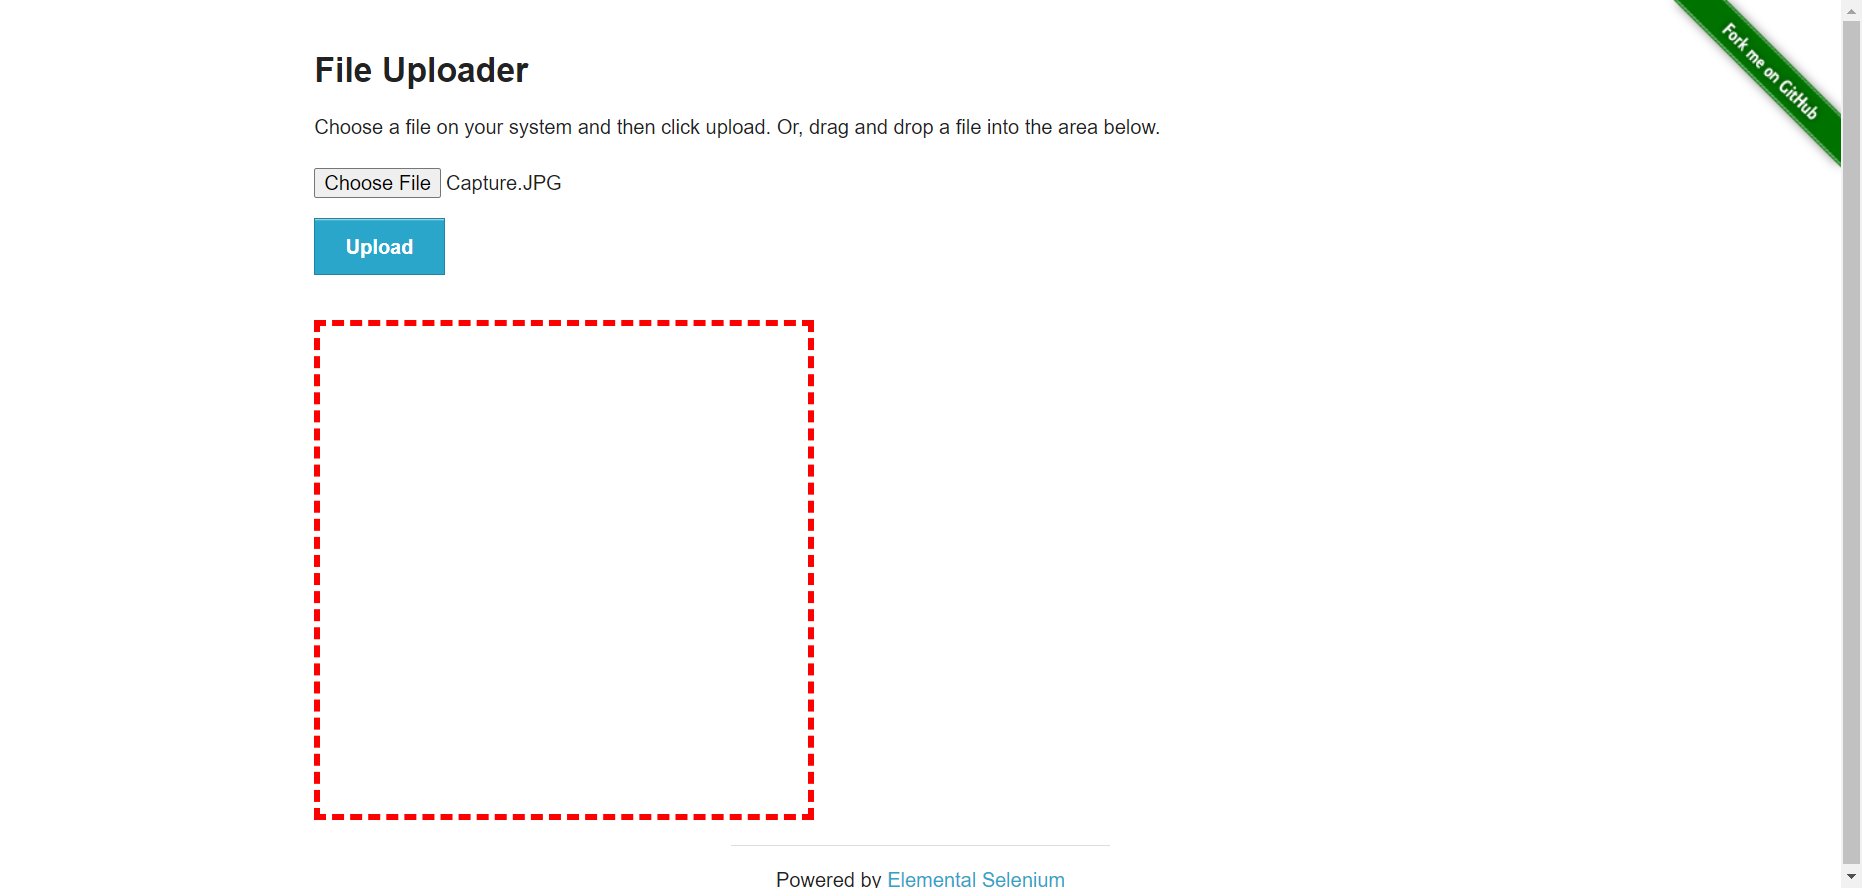 File Uploader
Choose a file on your system and then click upload. Or, drag and drop a file into the area below.
Choose File Capture.JPG
Upload
Powered by Elemental Selenium
Fork me on GitHub